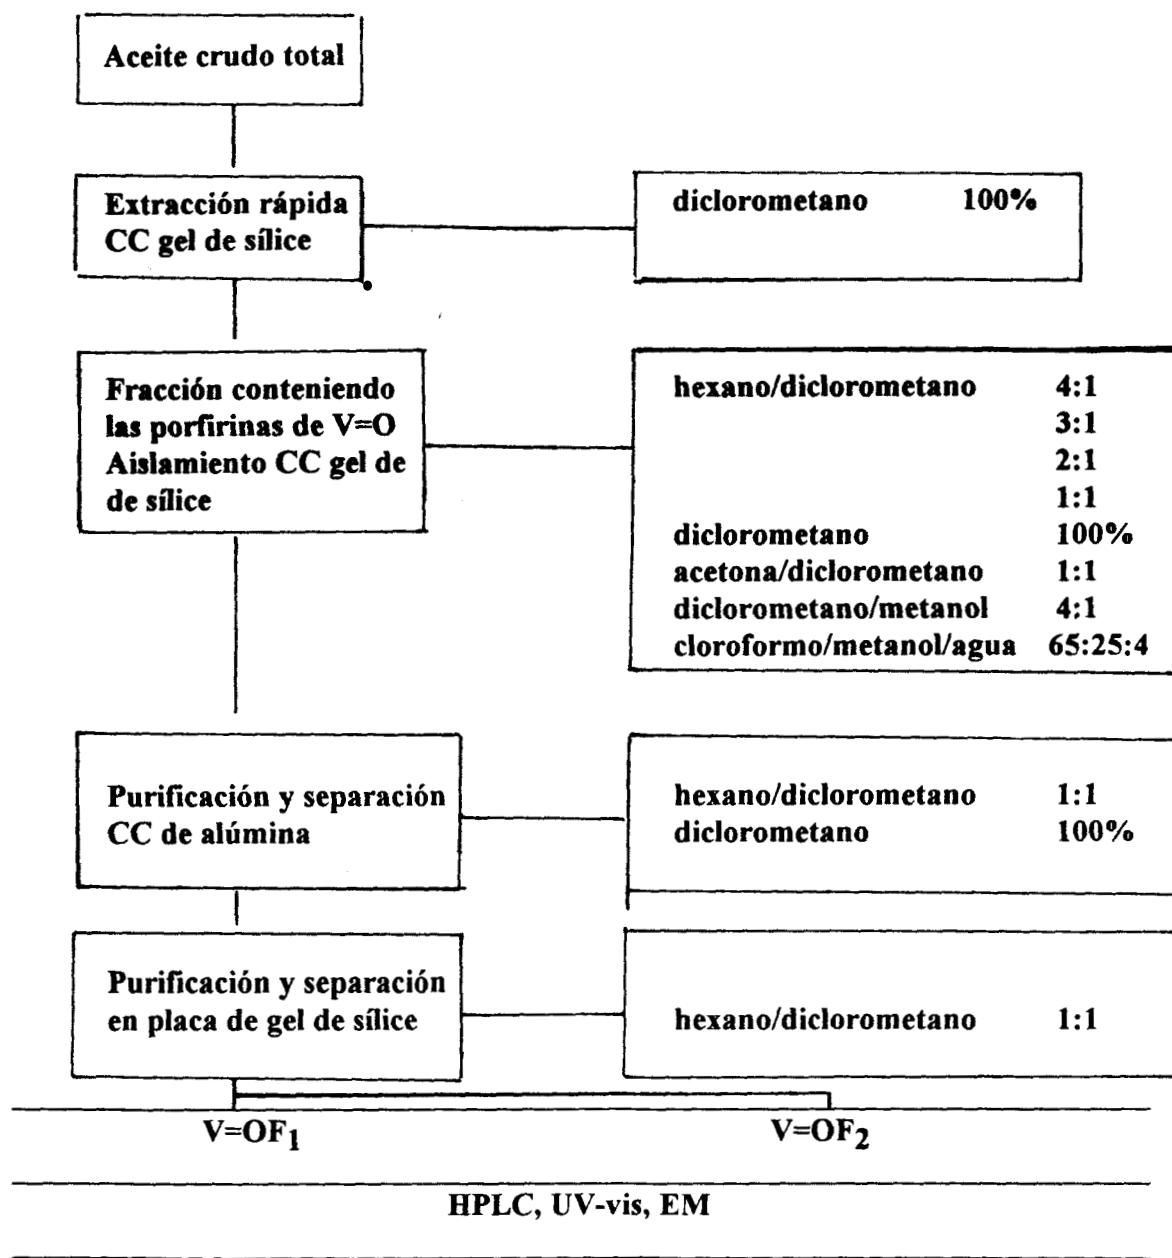 Aceite crudo total
Extracción rápida
CC gel de sílice
diclorometano 100%
Fracción conteniendo
las porfirinas de V=O
Aislamiento CC gel de
de sílice
hexano/diclorometano 4:1
3:1
2:1
1:1
diclorometano 100%
acetona/diclorometano 1:1
diclorometano/metanol 4:1
cloroformo/metanol/agua 65:25:4
Purificación y separación
CC de alúmina
hexano/diclorometano 1:1
diclorometano 100%
Purificación y separación
en placa de gel de sílice
hexano/diclorometano 1:1
V=OF1 V=OF2
HPLC, UV-vis, EM